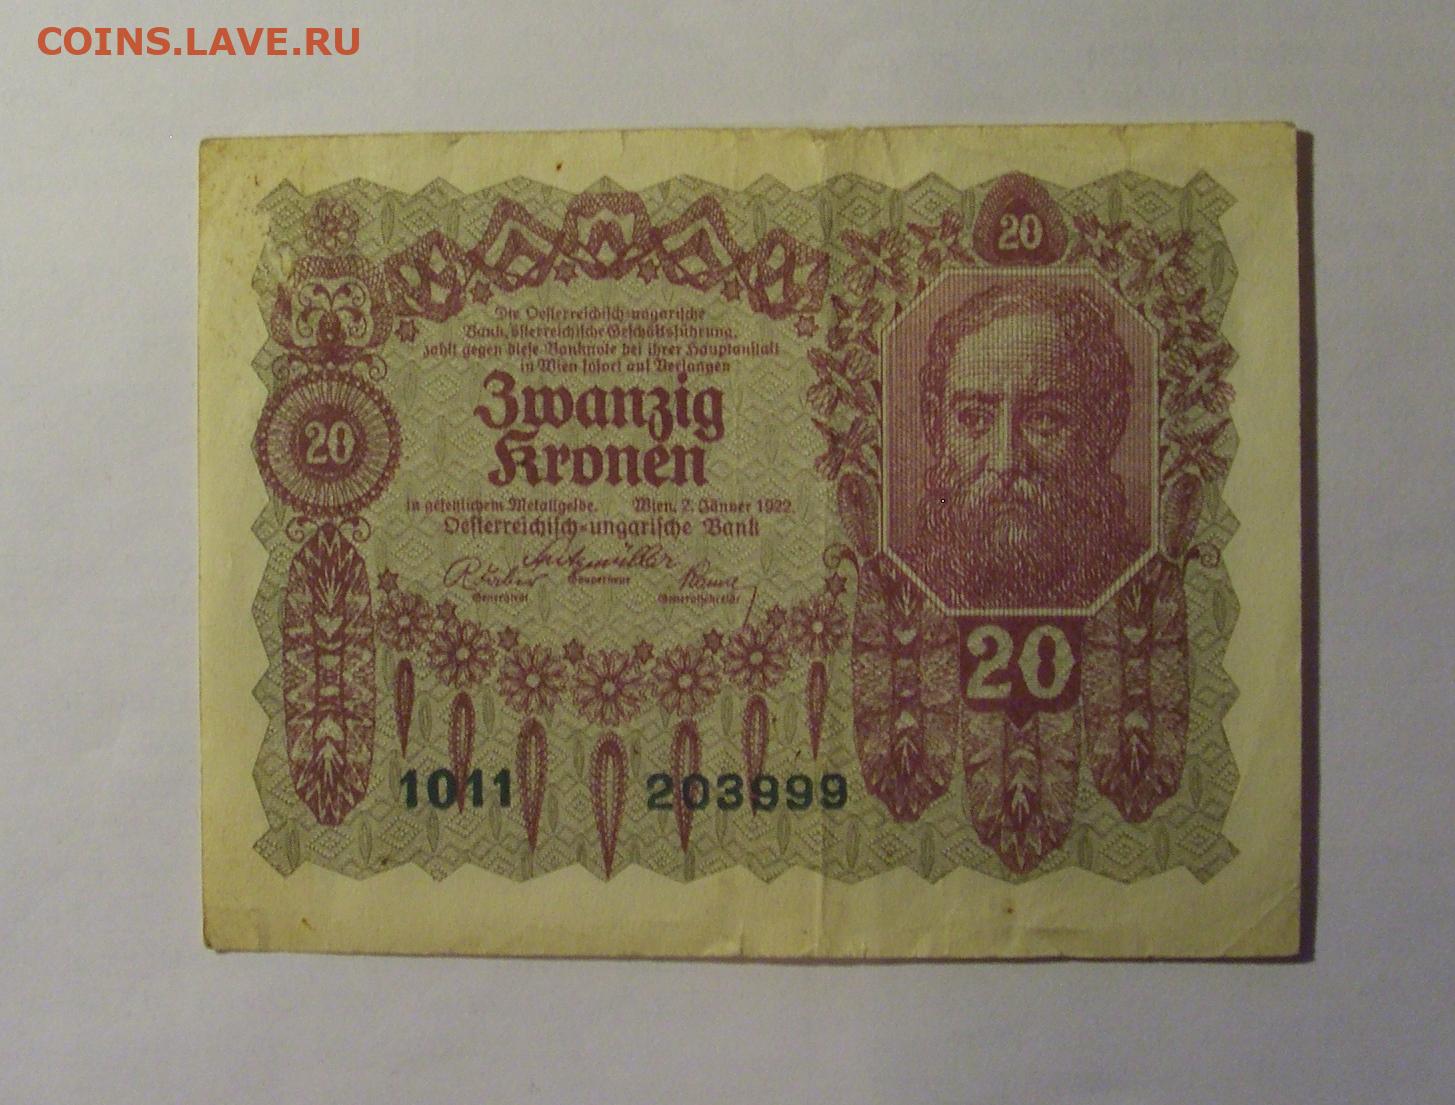 COINS.LAVE.RU
20
Die Oesterreichisch-ungarische
Bank, österreichische Geschäftsführung,
zahlt gegen diese Banknote bei ihrer Hauptanstalt
in Wien sofort auf Verlangen
Zwanzig
Kronen
20
in gesetzlichem Metallgelde. Wien, 2. Jänner 1922.
Oesterreichisch-ungarische Bank
Gouverneur
Generalrat
Generalsekretär
20
1011 203999